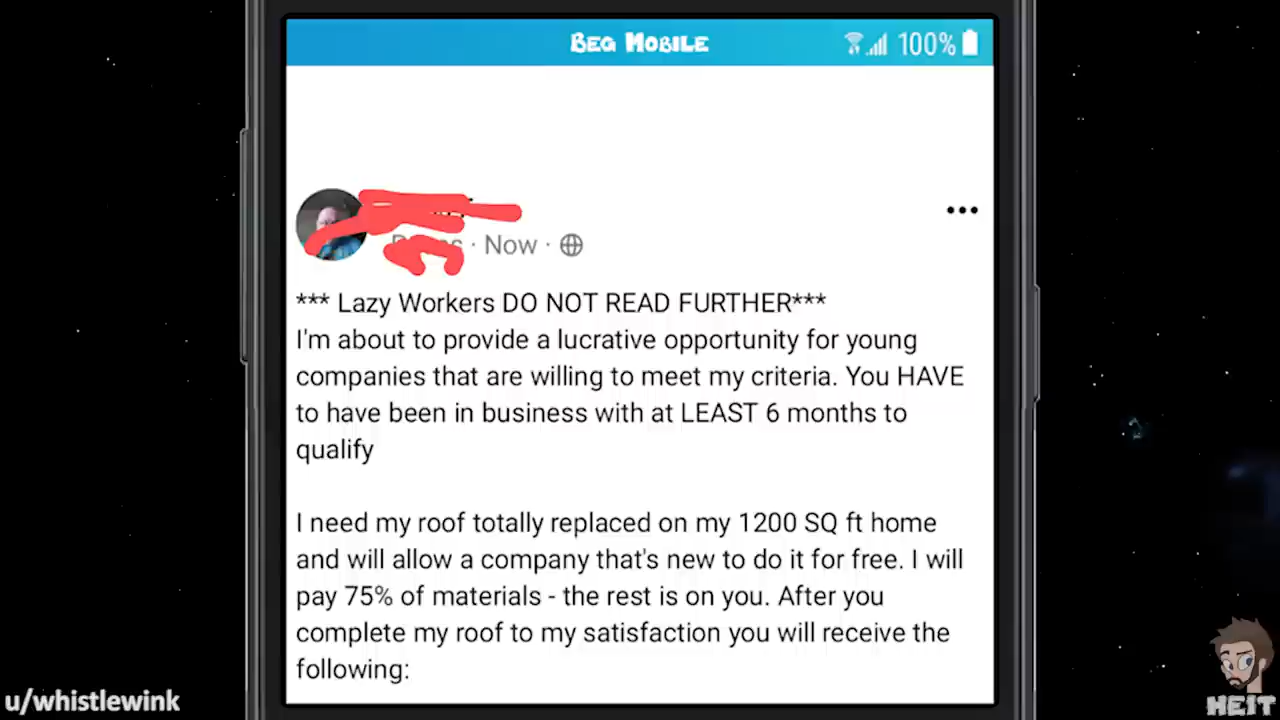 BEG MOBILE
100%
· Now ·
*** Lazy Workers DO NOT READ FURTHER***
I'm about to provide a lucrative opportunity for young
companies that are willing to meet my criteria. You HAVE
to have been in business with at LEAST 6 months to
qualify
I need my roof totally replaced on my 1200 SQ ft home
and will allow a company that's new to do it for free. I will
pay 75% of materials - the rest is on you. After you
complete my roof to my satisfaction you will receive the
following:
u/whistlewink
HEIT